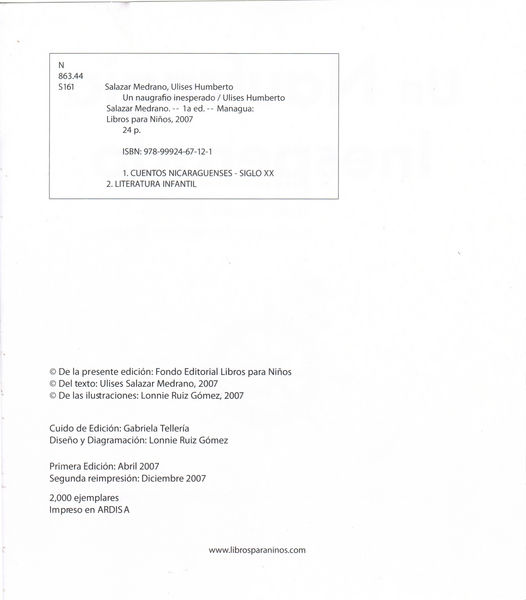 N
863.44
S161 Salazar Medrano, Ulises Humberto
Un naugrafio inesperado / Ulises Humberto
Salazar Medrano. -- 1a ed. -- Managua:
Libros para Niños, 2007
24 p.
ISBN: 978-99924-67-12-1
1. CUENTOS NICARAGUENSES - SIGLO XX
2. LITERATURA INFANTIL
© De la presente edición: Fondo Editorial Libros para Niños
© Del texto: Ulises Salazar Medrano, 2007
© De las ilustraciones: Lonnie Ruiz Gómez, 2007
Cuido de Edición: Gabriela Tellería
Diseño y Diagramación: Lonnie Ruiz Gómez
Primera Edición: Abril 2007
Segunda reimpresión: Diciembre 2007
2,000 ejemplares
Impreso en ARDISA
www.librosparaninos.com